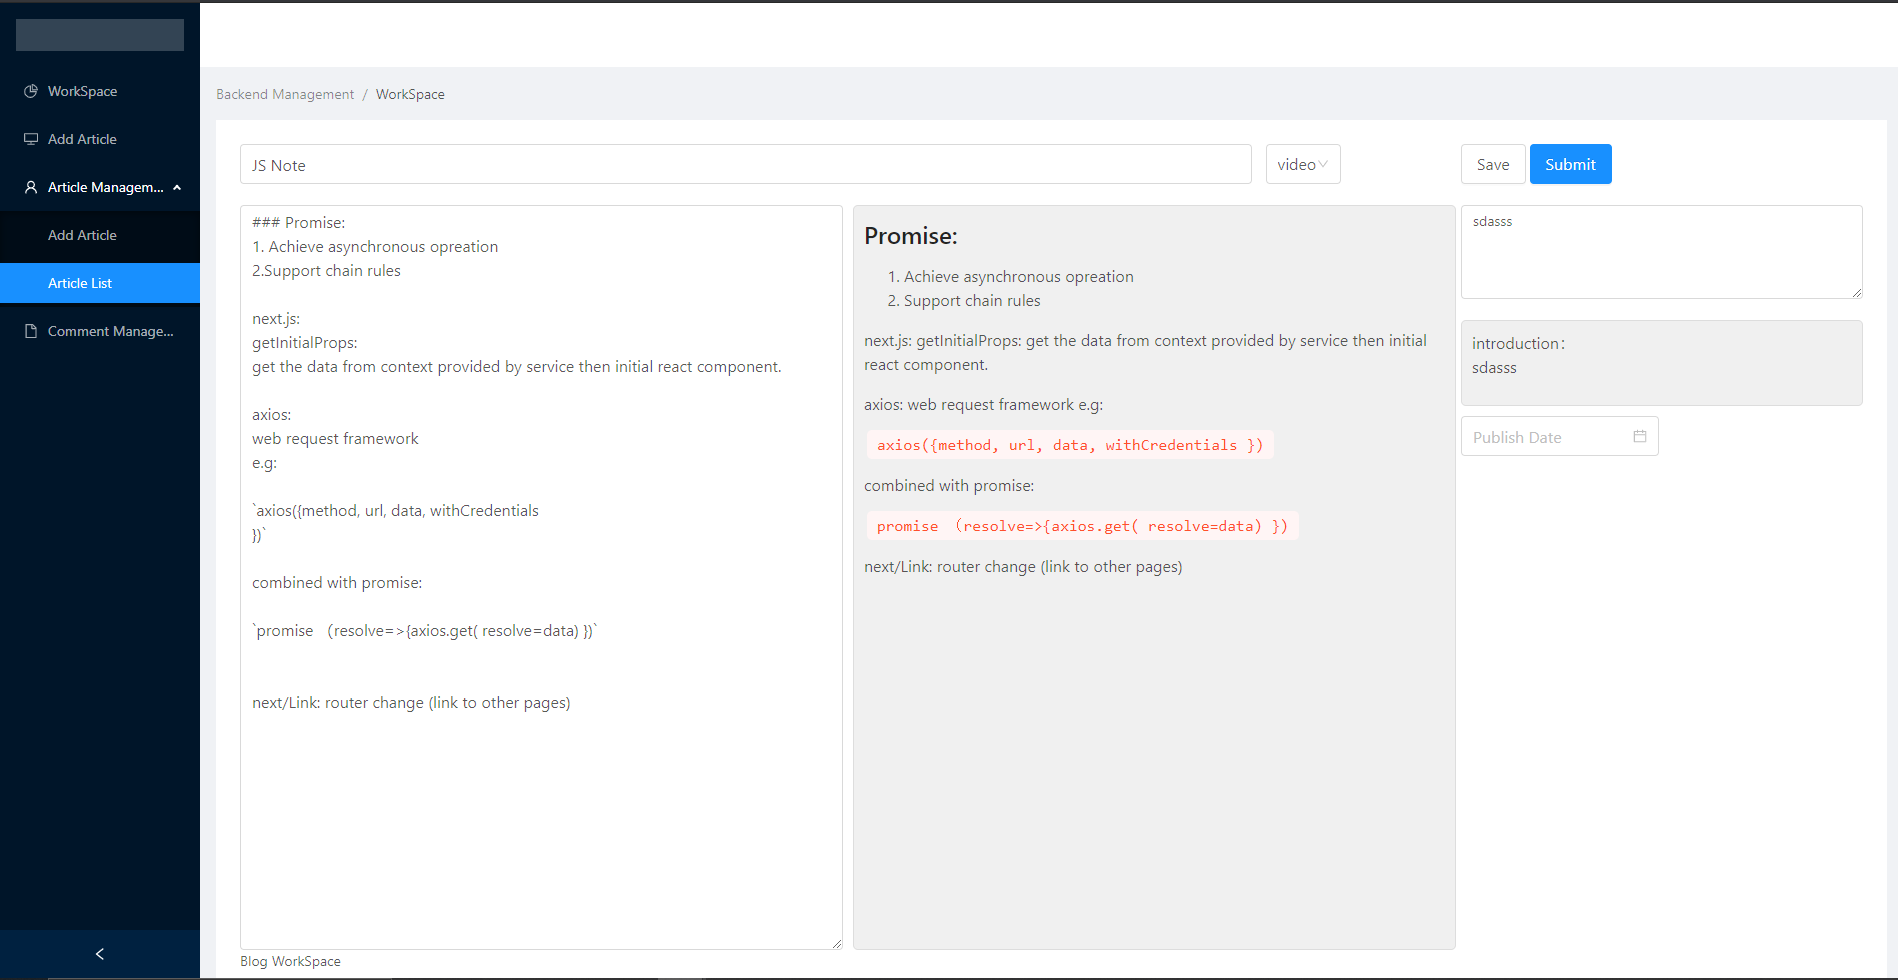 WorkSpace
Add Article
Article Managem...
Add Article
Article List
Comment Manage...
Backend Management / WorkSpace
JS Note
video
Save
Submit
### Promise:
1. Achieve asynchronous opreation
2.Support chain rules
next.js:
getInitialProps:
get the data from context provided by service then initial react component.
axios:
web request framework
e.g:
`axios({method, url, data, withCredentials
})`
combined with promise:
`promise （resolve=>{axios.get( resolve=data) })`
next/Link: router change (link to other pages)
Promise:
1. Achieve asynchronous opreation
2. Support chain rules
next.js: getInitialProps: get the data from context provided by service then initial
react component.
axios: web request framework e.g:
axios({method, url, data, withCredentials })
combined with promise:
promise （resolve=>{axios.get( resolve=data) })
next/Link: router change (link to other pages)
sdasss
introduction：
sdasss
Publish Date
Blog WorkSpace